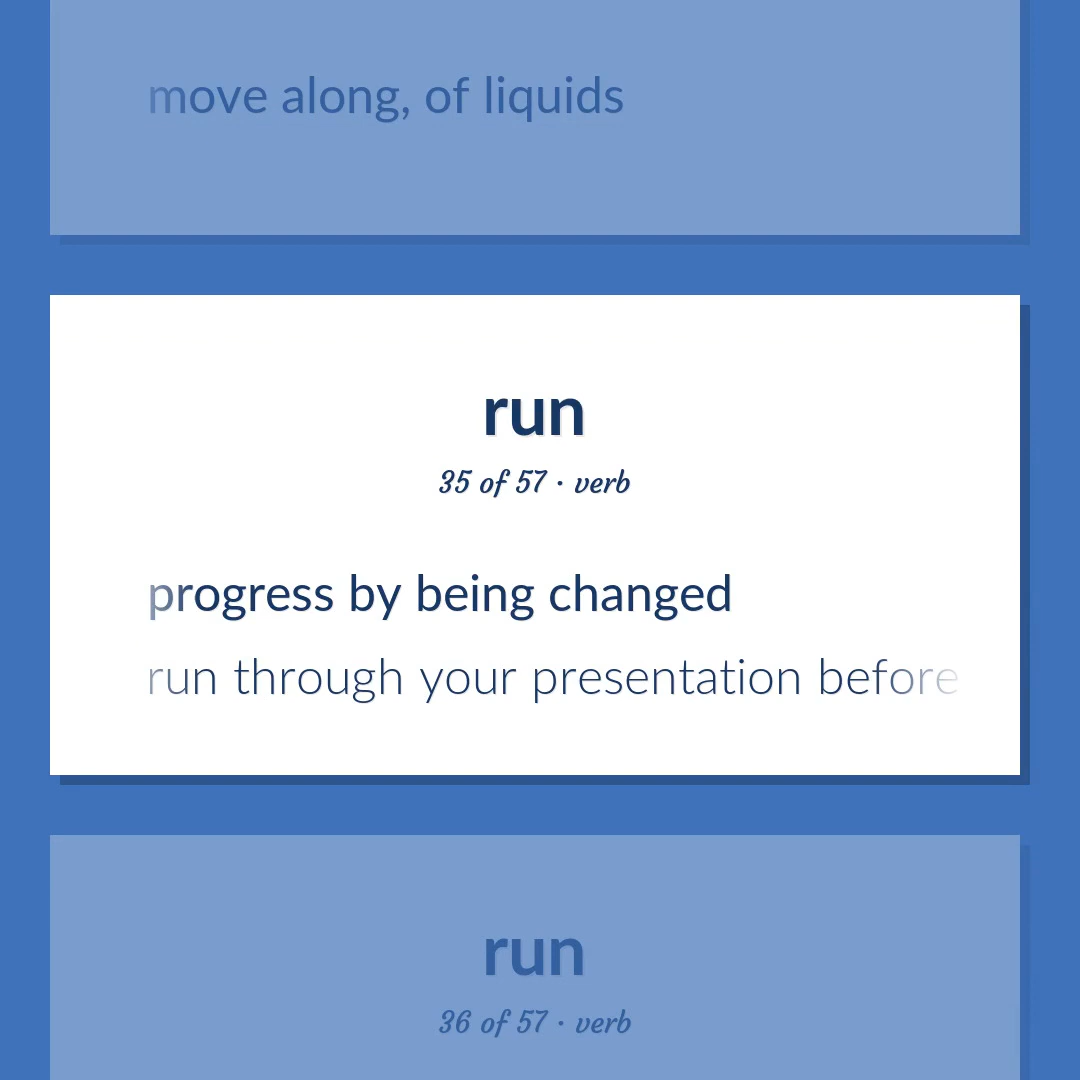 move along, of liquids
run
35 of 57 · verb
progress by being changed
run through your presentation before
run
36 of 57 · verb